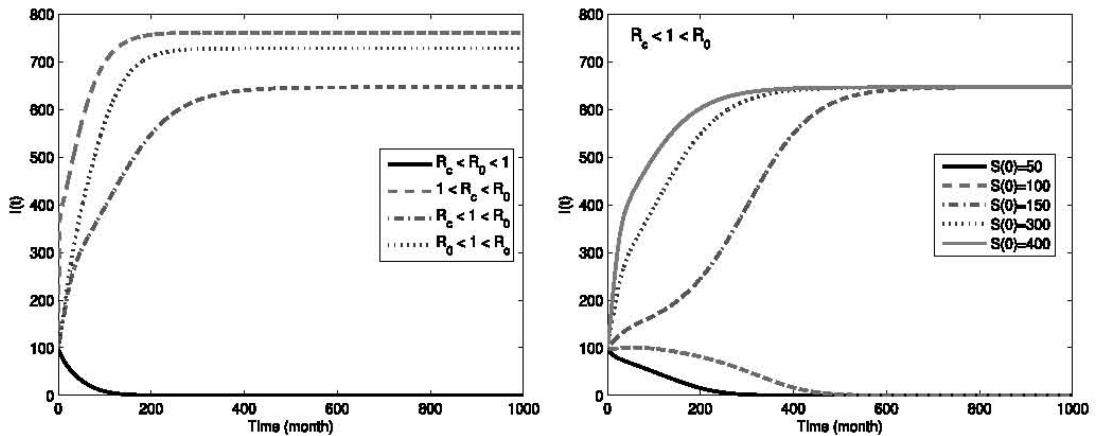 800
700
600
500
400
300
200
100
0
I(t)
0 200 400 600 800 1000
Time (month)
R_c < R_0 < 1
1 < R_c < R_0
R_c < 1 < R_0
R_0 < 1 < R_c
800
700
600
500
400
300
200
100
0
I(t)
0 200 400 600 800 1000
Time (month)
R_c < 1 < R_0
S(0)=50
S(0)=100
S(0)=150
S(0)=300
S(0)=400